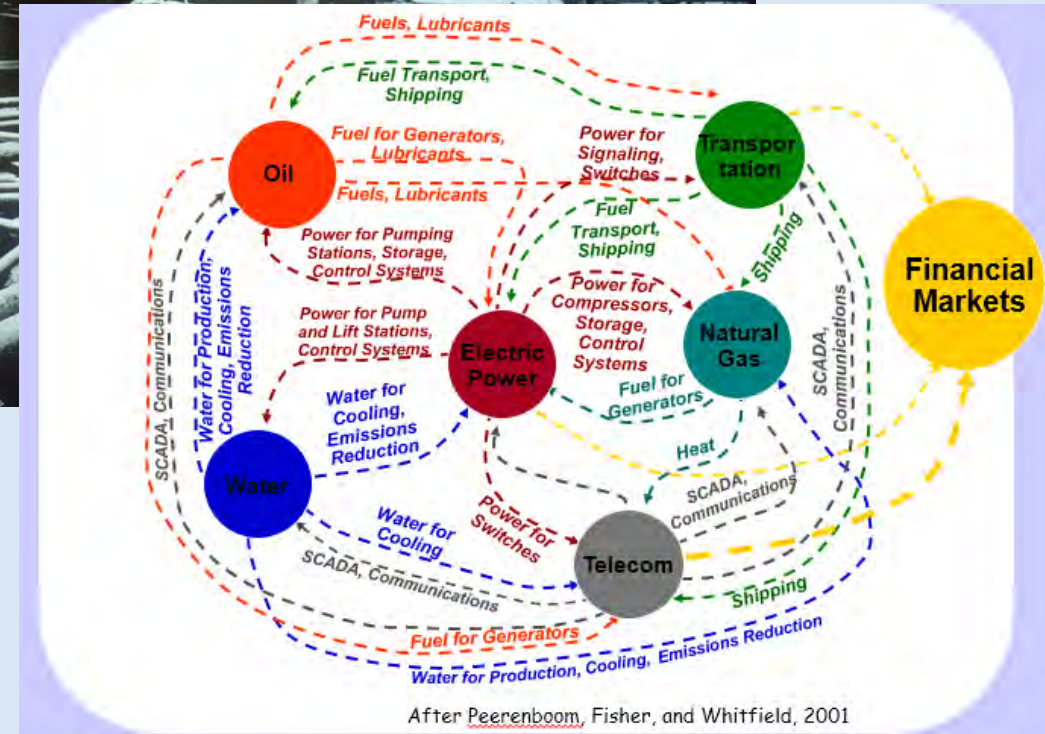 Fuels, Lubricants
Fuel Transport,
Shipping
Oil
Fuel for Generators,
Lubricants
Fuels, Lubricants
Power for
Signaling,
Switches
Transpor
tation
Fuel
Transport,
Shipping
Shipping
Financial
Markets
Power for Pumping
Stations, Storage,
Control Systems
Power for
Compressors,
Storage,
Control
Systems
Natural
Gas
Power for Pump
and Lift Stations,
Control Systems
Electric
Power
Fuel for
Generators
SCADA, Communications
Water for Production,
Cooling, Emissions
Reduction
SCADA,
Communications
Water for
Cooling,
Emissions
Reduction
Heat
Water
SCADA,
Communications
Power for
Switches
Water for
Cooling
Telecom
SCADA, Communications
Shipping
Fuel for Generators
Water for Production, Cooling, Emissions Reduction
After Peerenboom, Fisher, and Whitfield, 2001